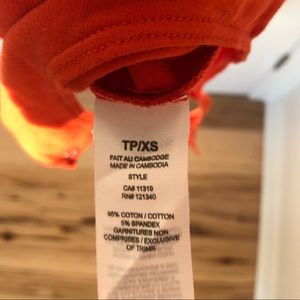 TP/XS
FAIT AU CAMBODGE
MADE IN CAMBODIA
STYLE
CA# 11319
RN# 121340
95% COTON / COTTON
5% SPANDEX
GARNITURES NON
COMPRISES / EXCLUSIVE
OF TRIMS